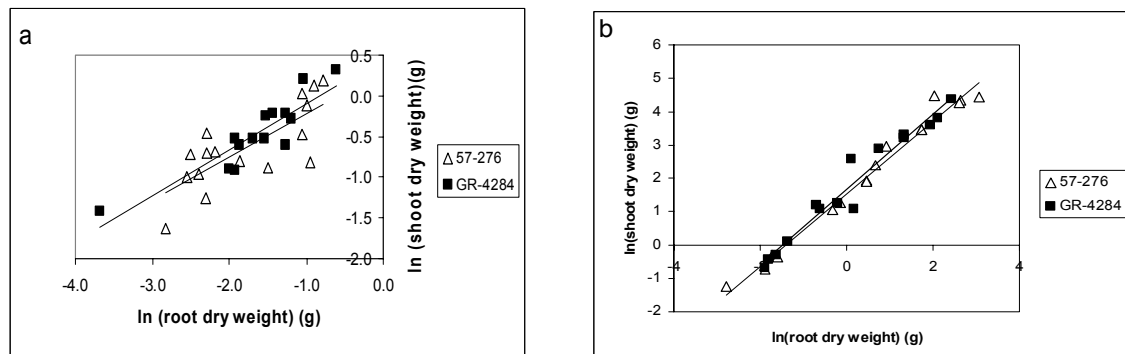 a
0.5
0.0
-0.5
-1.0
-1.5
-2.0
-4.0 -3.0 -2.0 -1.0 0.0
ln (root dry weight) (g)
ln (shoot dry weight)(g)
57-276
GR-4284
b
6
5
4
3
2
1
0
-1
-2
4 -2 0 2 4
ln(root dry weight) (g)
ln(shoot dry weight) (g)
57-276
GR-4284